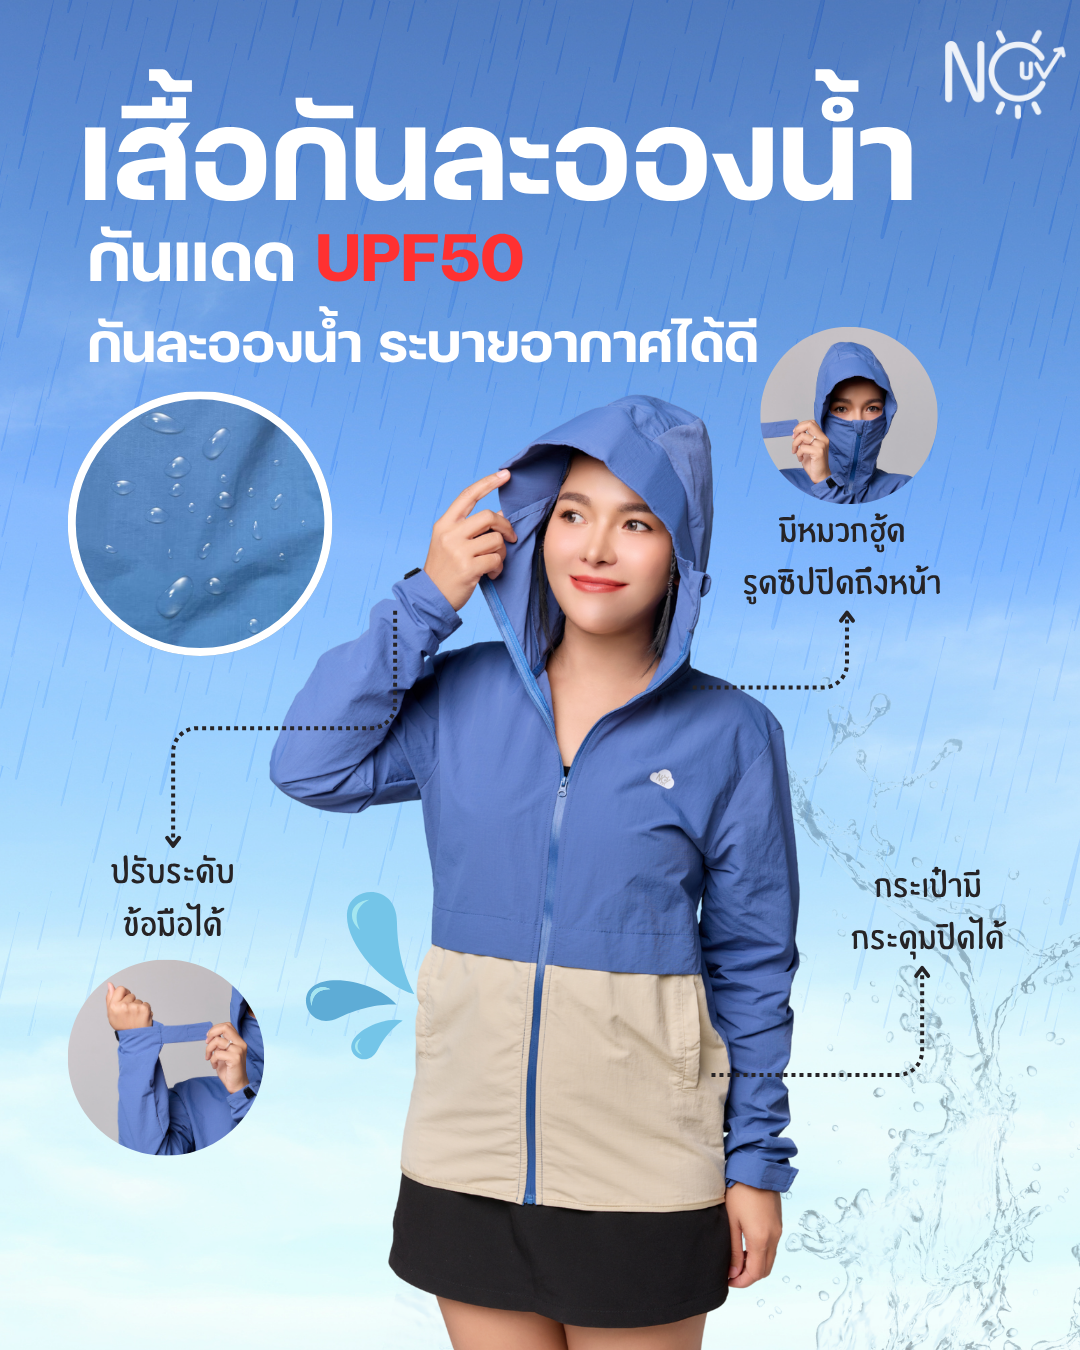 NO UV
เสื้อกันละอองน้ำ
กันแดด UPF50
กันละอองน้ำ ระบายอากาศได้ดี
มีหมวกฮู้ด
รูดซิปปิดถึงหน้า
ปรับระดับ
ข้อมือได้
กระเป๋ามี
กระดุมปิดได้